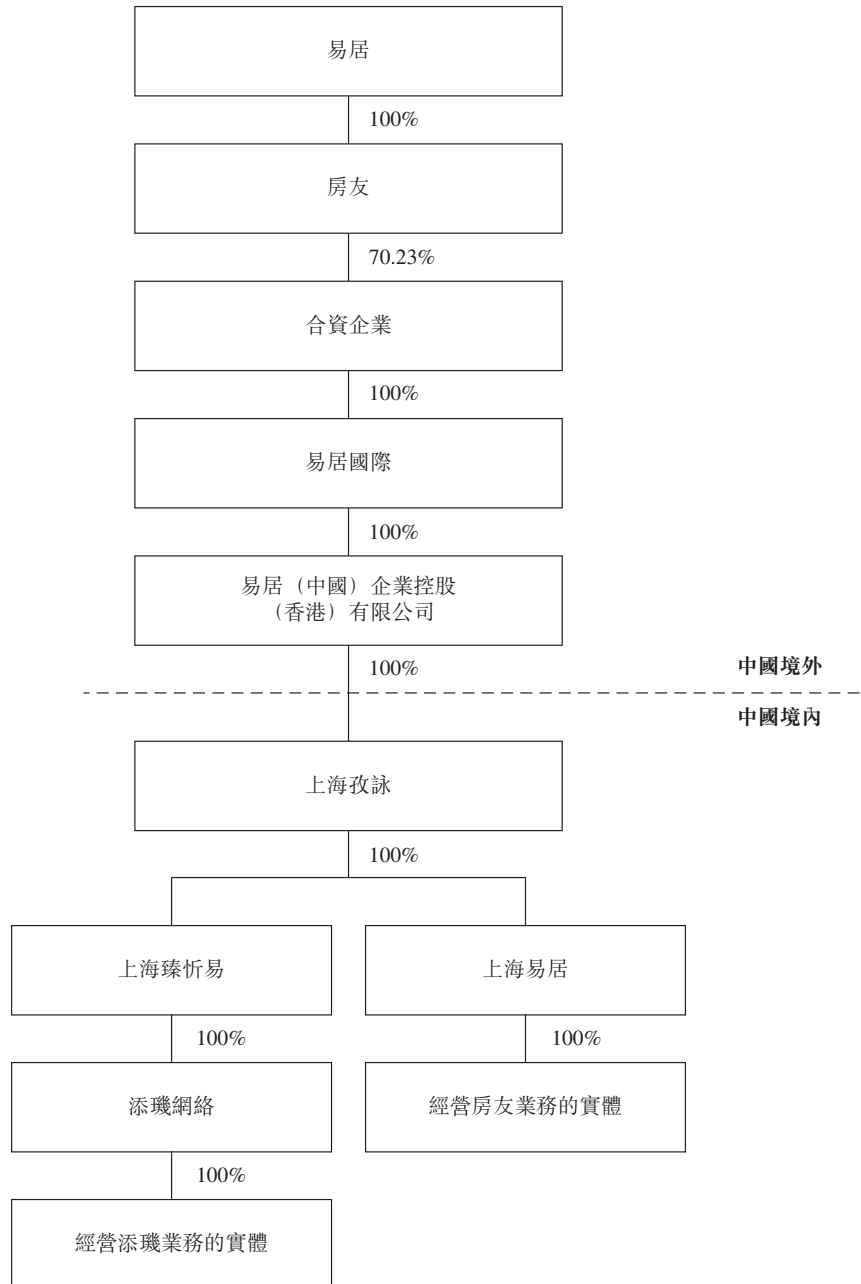 易居
100%
房友
70.23%
合資企業
100%
易居國際
100%
易居（中國）企業控股
（香港）有限公司
100%
中國境外
中國境內
上海孜詠
100%
上海臻忻易
上海易居
100%
100%
添璣網絡
經營房友業務的實體
100%
經營添璣業務的實體